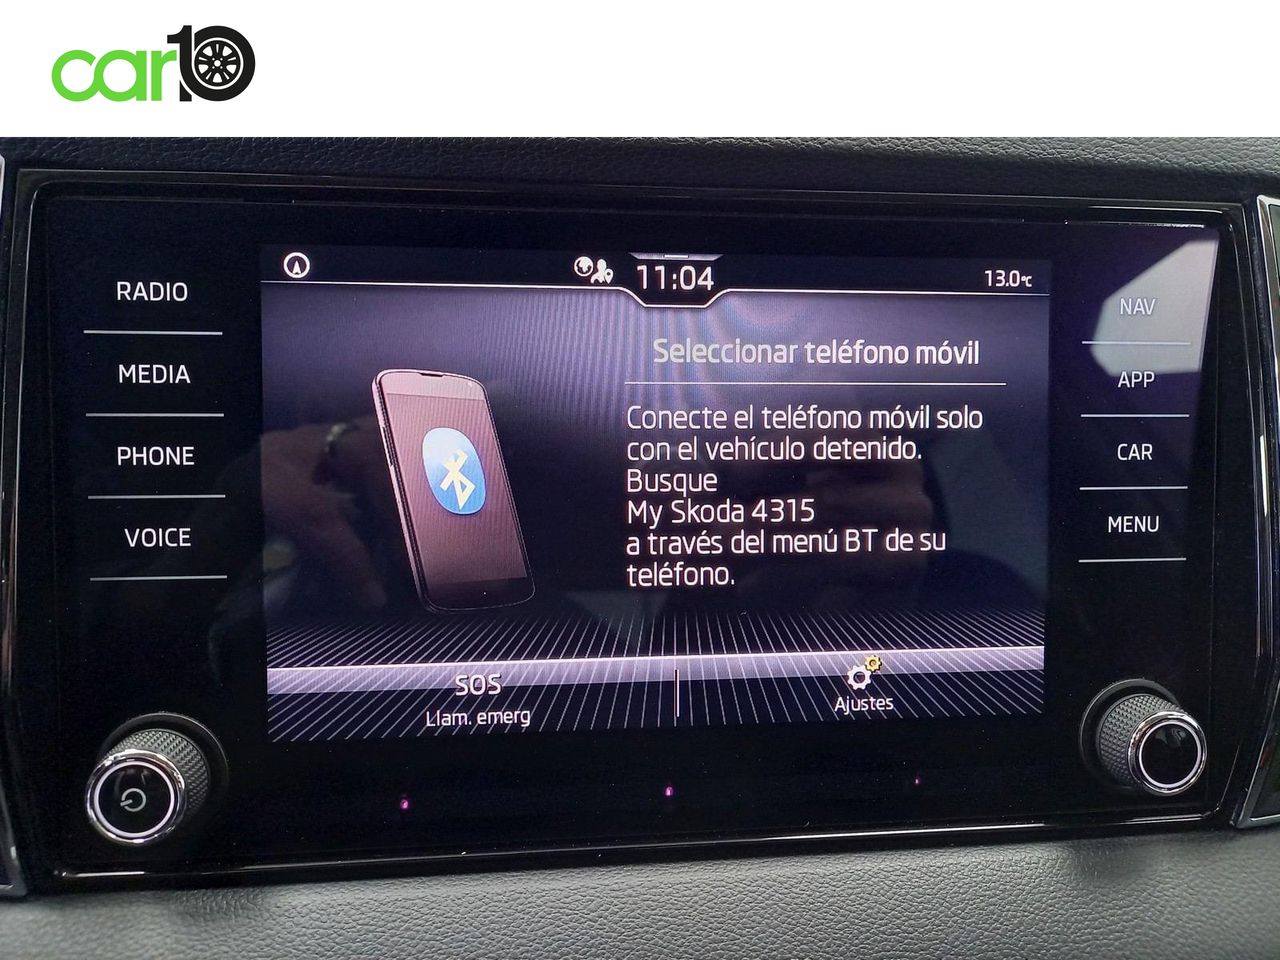 car10
11:04
13.0°C
RADIO
MEDIA
PHONE
VOICE
NAV
APP
CAR
MENU
Seleccionar teléfono móvil
Conecte el teléfono móvil solo
con el vehículo detenido.
Busque
My Skoda 4315
a través del menú BT de su
teléfono.
SOS
Llam. emerg
Ajustes